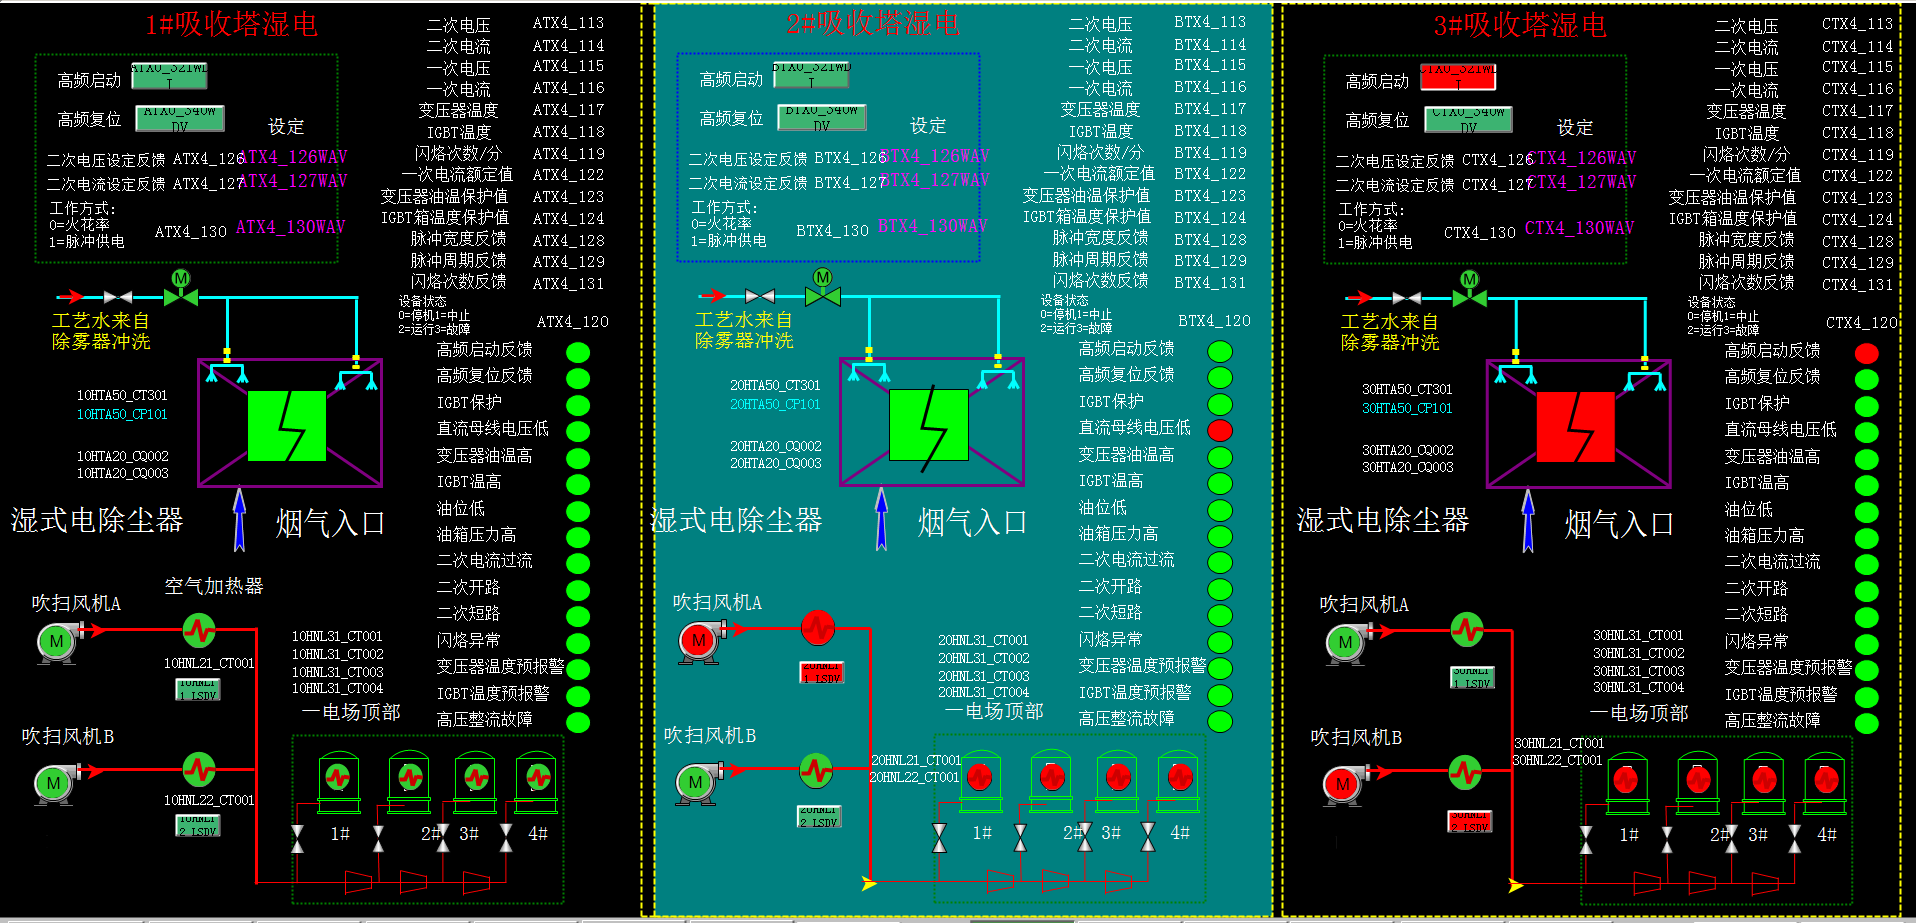 1#吸收塔湿电
高频启动
ATX0_321WD
T
高频复位
ATX0_340W
DV
设定
二次电压设定反馈 ATX4_126
ATX4_126WAV
二次电流设定反馈 ATX4_127
ATX4_127WAV
工作方式:
0=火花率
1=脉冲供电
ATX4_130
ATX4_130WAV
二次电压 ATX4_113
二次电流 ATX4_114
一次电压 ATX4_115
一次电流 ATX4_116
变压器温度 ATX4_117
IGBT温度 ATX4_118
闪烙次数/分 ATX4_119
一次电流额定值 ATX4_122
变压器油温保护值 ATX4_123
IGBT箱温度保护值 ATX4_124
脉冲宽度反馈 ATX4_128
脉冲周期反馈 ATX4_129
闪烙次数反馈 ATX4_131
设备状态
0=停机1=中止
2=运行3=故障
ATX4_120
M
工艺水来自
除雾器冲洗
10HTA50_CT301
10HTA50_CP101
10HTA20_CQ002
10HTA20_CQ003
湿式电除尘器
烟气入口
高频启动反馈
高频复位反馈
IGBT保护
直流母线电压低
变压器油温高
IGBT温高
油位低
油箱压力高
二次电流过流
二次开路
二次短路
闪烙异常
变压器温度预报警
IGBT温度预报警
高压整流故障
空气加热器
吹扫风机A
M
10HNL21_CT001
1 LSDV
10HNL31_CT001
10HNL31_CT002
10HNL31_CT003
10HNL31_CT004
一电场顶部
吹扫风机B
M
10HNL22_CT001
2 LSDV
1#
2#
3#
4#
2#吸收塔湿电
高频启动
BTX0_321WD
T
高频复位
BTX0_340W
DV
设定
二次电压设定反馈 BTX4_126
BTX4_126WAV
二次电流设定反馈 BTX4_127
BTX4_127WAV
工作方式:
0=火花率
1=脉冲供电
BTX4_130
BTX4_130WAV
二次电压 BTX4_113
二次电流 BTX4_114
一次电压 BTX4_115
一次电流 BTX4_116
变压器温度 BTX4_117
IGBT温度 BTX4_118
闪烙次数/分 BTX4_119
一次电流额定值 BTX4_122
变压器油温保护值 BTX4_123
IGBT箱温度保护值 BTX4_124
脉冲宽度反馈 BTX4_128
脉冲周期反馈 BTX4_129
闪烙次数反馈 BTX4_131
设备状态
0=停机1=中止
2=运行3=故障
BTX4_120
M
工艺水来自
除雾器冲洗
20HTA50_CT301
20HTA50_CP101
20HTA20_CQ002
20HTA20_CQ003
湿式电除尘器
烟气入口
高频启动反馈
高频复位反馈
IGBT保护
直流母线电压低
变压器油温高
IGBT温高
油位低
油箱压力高
二次电流过流
二次开路
二次短路
闪烙异常
变压器温度预报警
IGBT温度预报警
高压整流故障
吹扫风机A
M
1 LSDV
20HNL31_CT001
20HNL31_CT002
20HNL31_CT003
20HNL31_CT004
一电场顶部
吹扫风机B
M
20HNL21_CT001
20HNL22_CT001
2 LSDV
1#
2#
3#
4#
3#吸收塔湿电
高频启动
CTX0_321WD
T
高频复位
CTX0_340W
DV
设定
二次电压设定反馈 CTX4_126
CTX4_126WAV
二次电流设定反馈 CTX4_127
CTX4_127WAV
工作方式:
0=火花率
1=脉冲供电
CTX4_130
CTX4_130WAV
二次电压 CTX4_113
二次电流 CTX4_114
一次电压 CTX4_115
一次电流 CTX4_116
变压器温度 CTX4_117
IGBT温度 CTX4_118
闪烙次数/分 CTX4_119
一次电流额定值 CTX4_122
变压器油温保护值 CTX4_123
IGBT箱温度保护值 CTX4_124
脉冲宽度反馈 CTX4_128
脉冲周期反馈 CTX4_129
闪烙次数反馈 CTX4_131
设备状态
0=停机1=中止
2=运行3=故障
CTX4_120
M
工艺水来自
除雾器冲洗
30HTA50_CT301
30HTA50_CP101
30HTA20_CQ002
30HTA20_CQ003
湿式电除尘器
烟气入口
高频启动反馈
高频复位反馈
IGBT保护
直流母线电压低
变压器油温高
IGBT温高
油位低
油箱压力高
二次电流过流
二次开路
二次短路
闪烙异常
变压器温度预报警
IGBT温度预报警
高压整流故障
吹扫风机A
M
1 LSDV
30HNL31_CT001
30HNL31_CT002
30HNL31_CT003
30HNL31_CT004
一电场顶部
吹扫风机B
M
30HNL21_CT001
30HNL22_CT001
2 LSDV
1#
2#
3#
4#